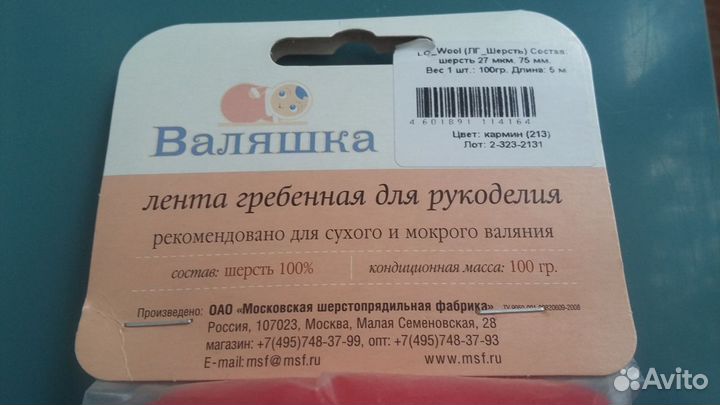 LG_Wool (ЛГ_Шерсть) Состав:
шерсть 27 мкм. 75 мм.
Вес 1 шт.: 100гр. Длина: 5 м
4 601891 114164
Цвет: кармин (213)
Лот: 2-323-2131
Валяшка
лента гребенная для рукоделия
рекомендовано для сухого и мокрого валяния
состав: шерсть 100% кондиционная масса: 100 гр.
Произведено: ОАО «Московская шерстопрядильная фабрика»
Россия, 107023, Москва, Малая Семеновская, 28
магазин: +7(495)748-37-99, опт: +7(495)748-37-93
E-mail: msf@msf.ru www.msf.ru
Avito